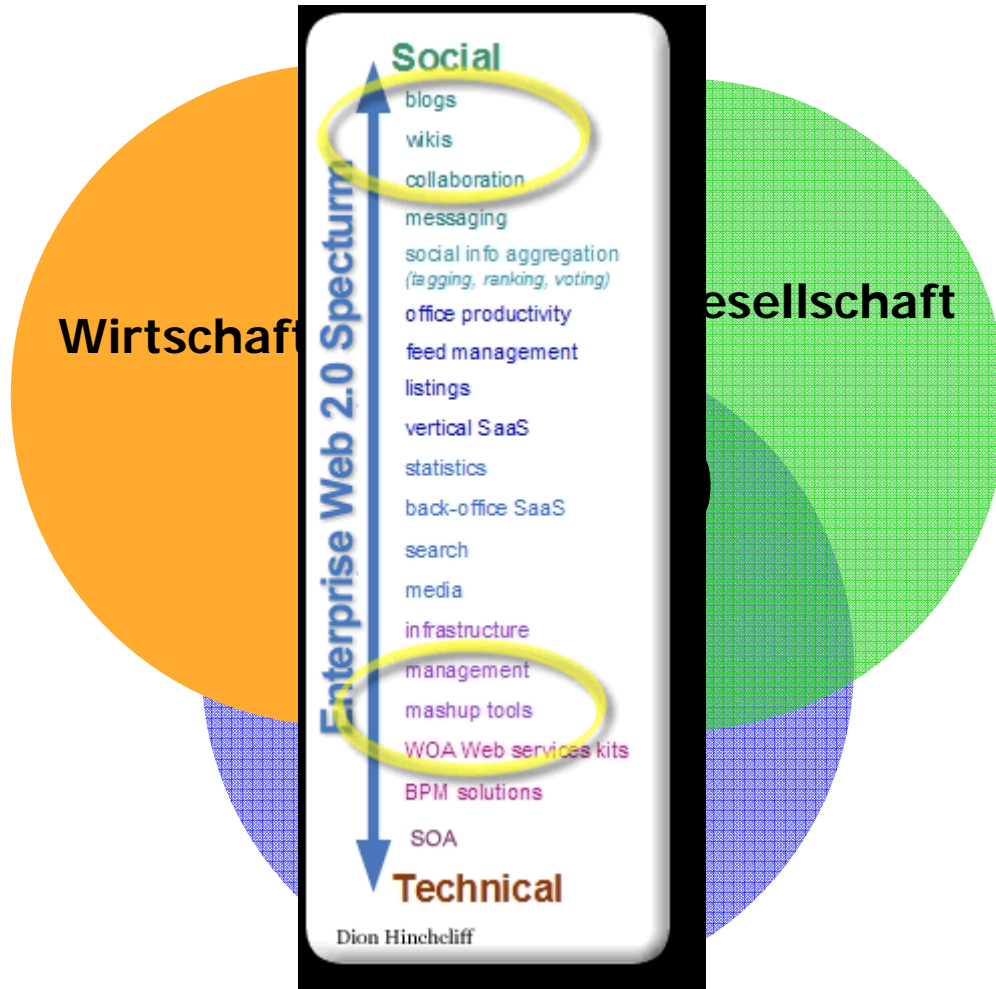 Social
blogs
wikis
collaboration
messaging
social info aggregation
(tagging, ranking, voting)
office productivity
feed management
listings
vertical SaaS
statistics
back-office SaaS
search
media
infrastructure
management
mashup tools
WOA Web services kits
BPM solutions
SOA
Technical
Dion Hinchcliff
Enterprise Web 2.0 Specturm
Wirtschaft
esellschaft